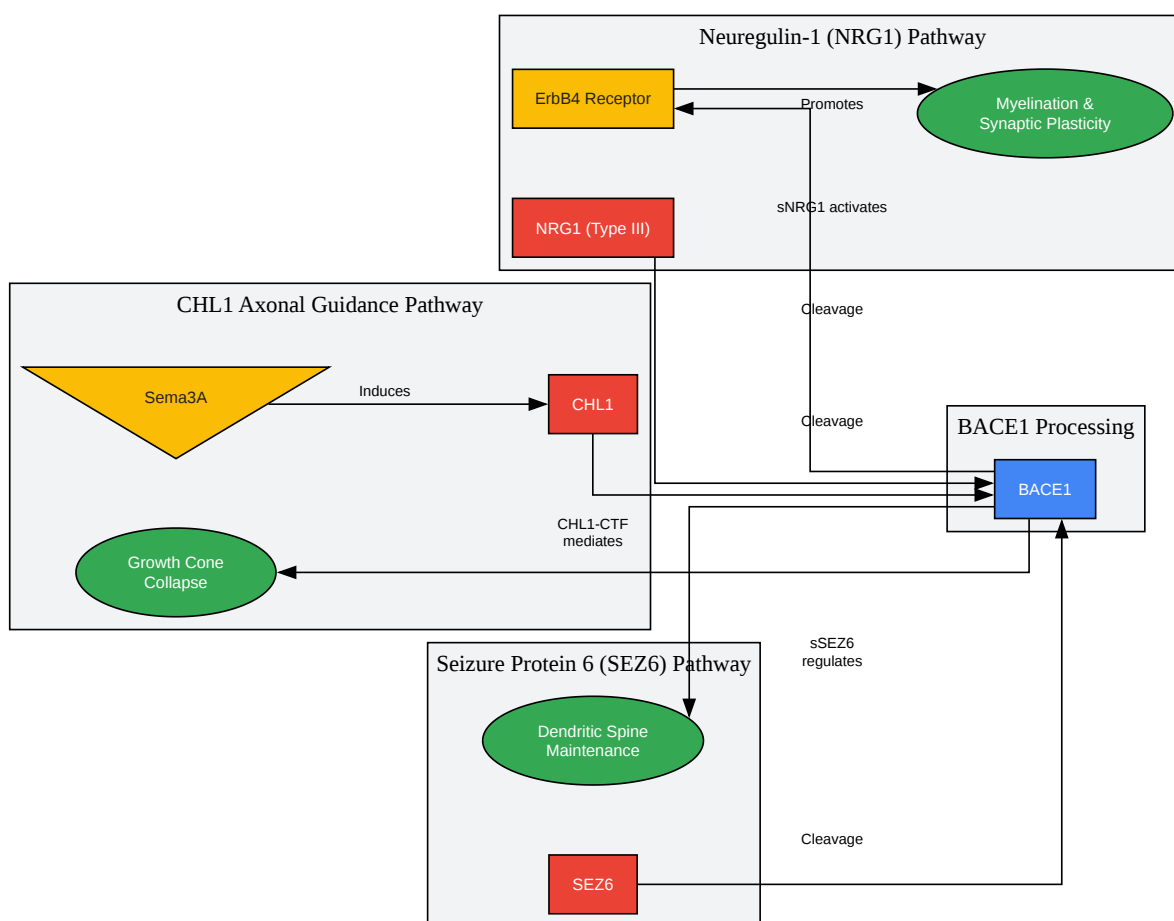 Neuregulin-1 (NRG1) Pathway
ErbB4 Receptor
Promotes
Myelination &
Synaptic Plasticity
NRG1 (Type III)
sNRG1 activates
CHL1 Axonal Guidance Pathway
Cleavage
Sema3A
Induces
CHL1
Cleavage
BACE1 Processing
BACE1
CHL1-CTF
mediates
Growth Cone
Collapse
Seizure Protein 6 (SEZ6) Pathway
sSEZ6
regulates
Dendritic Spine
Maintenance
Cleavage
SEZ6